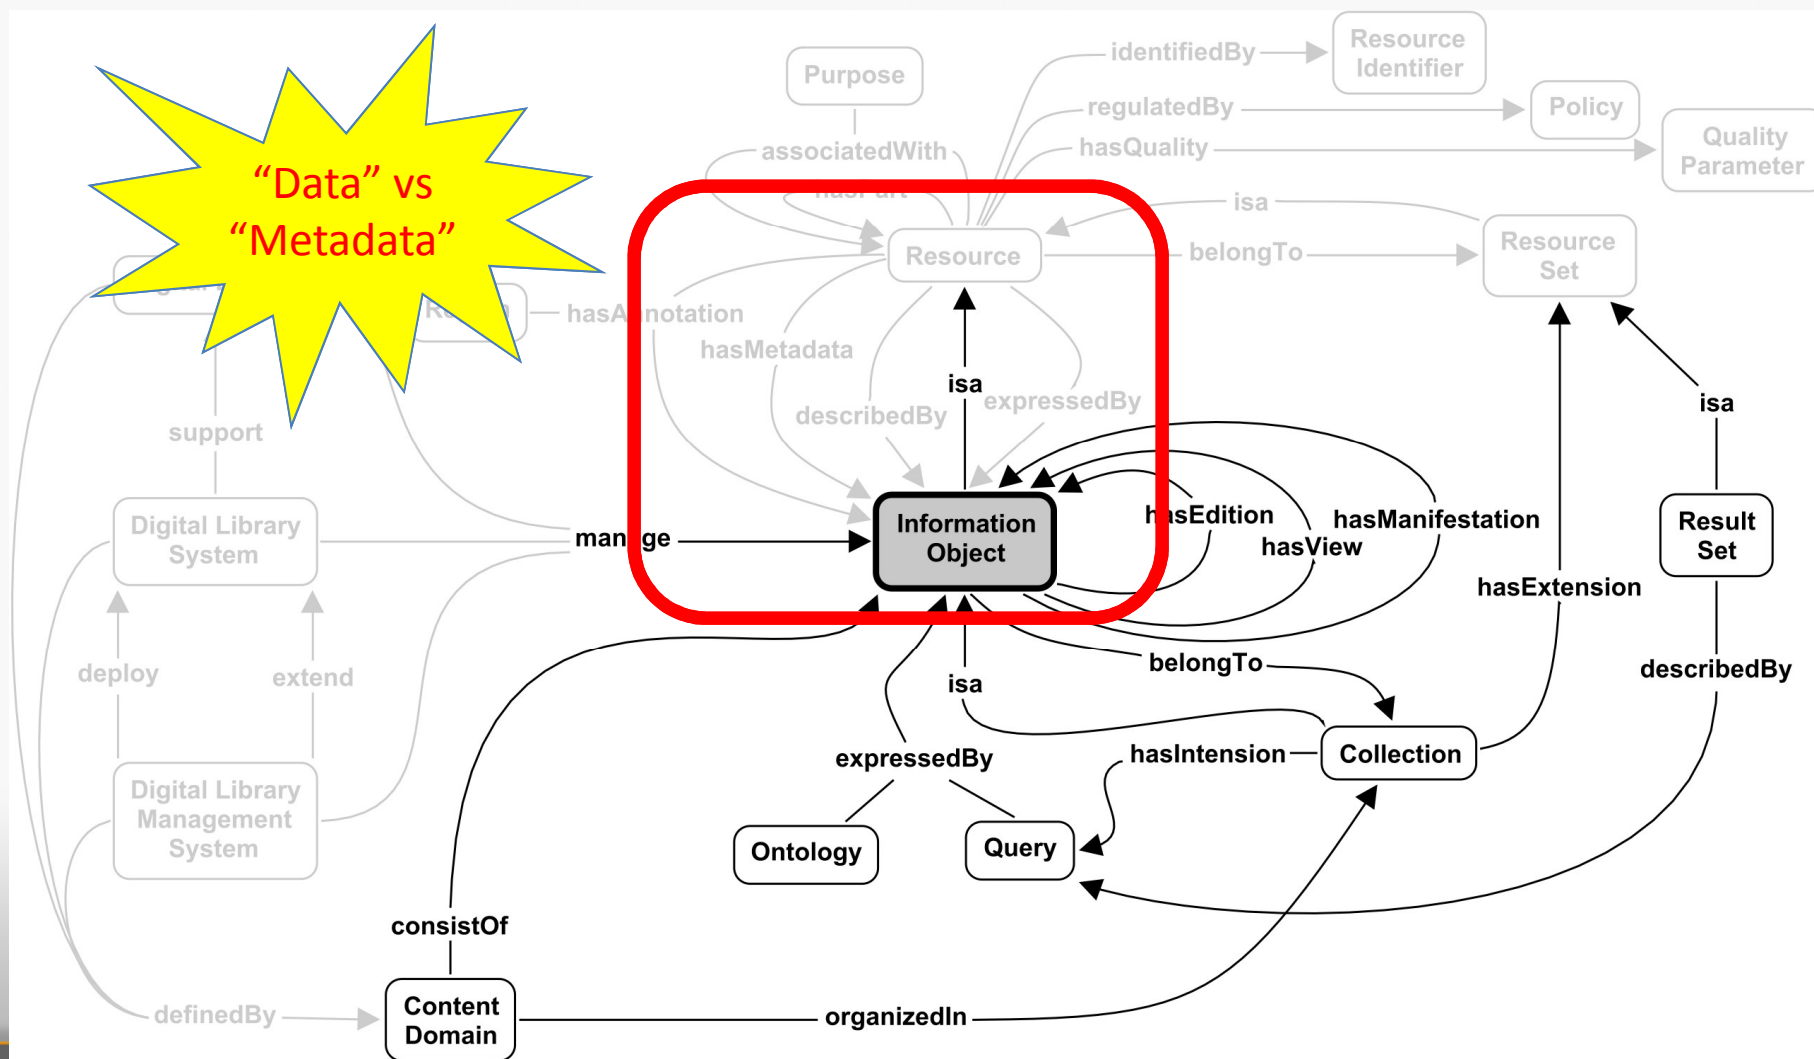 “Data” vs
“Metadata”
Purpose
associatedWith
identifiedBy
Resource
Identifier
regulatedBy
Policy
hasQuality
Quality
Parameter
isa
Resource
belongTo
Resource
Set
hasAnnotation
hasMetadata
describedBy
isa
expressedBy
isa
support
Digital Library
System
manage
Information
Object
hasEdition
hasView
hasManifestation
Result
Set
hasExtension
deploy
extend
isa
belongTo
describedBy
Digital Library
Management
System
expressedBy
hasIntension
Collection
Ontology
Query
consistOf
definedBy
Content
Domain
organizedIn